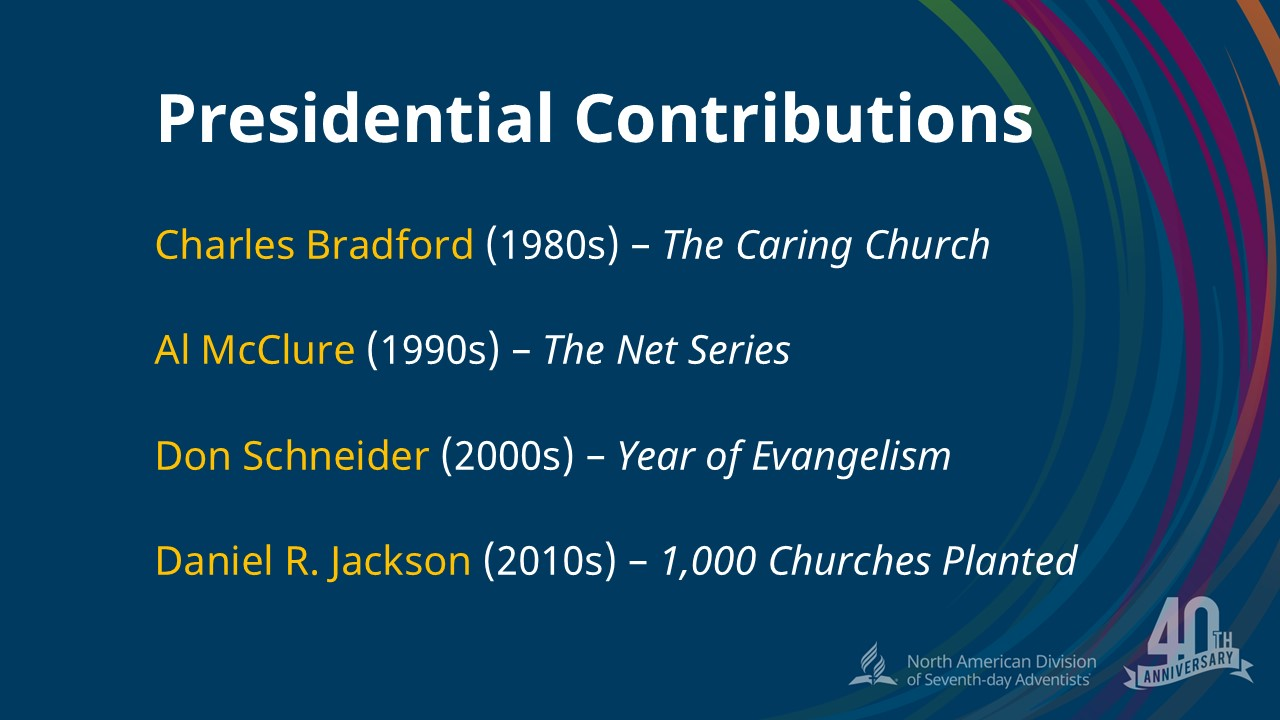 Presidential Contributions
Charles Bradford (1980s) – The Caring Church
Al McClure (1990s) – The Net Series
Don Schneider (2000s) – Year of Evangelism
Daniel R. Jackson (2010s) – 1,000 Churches Planted
North American Division
of Seventh-day Adventists
40TH
ANNIVERSARY